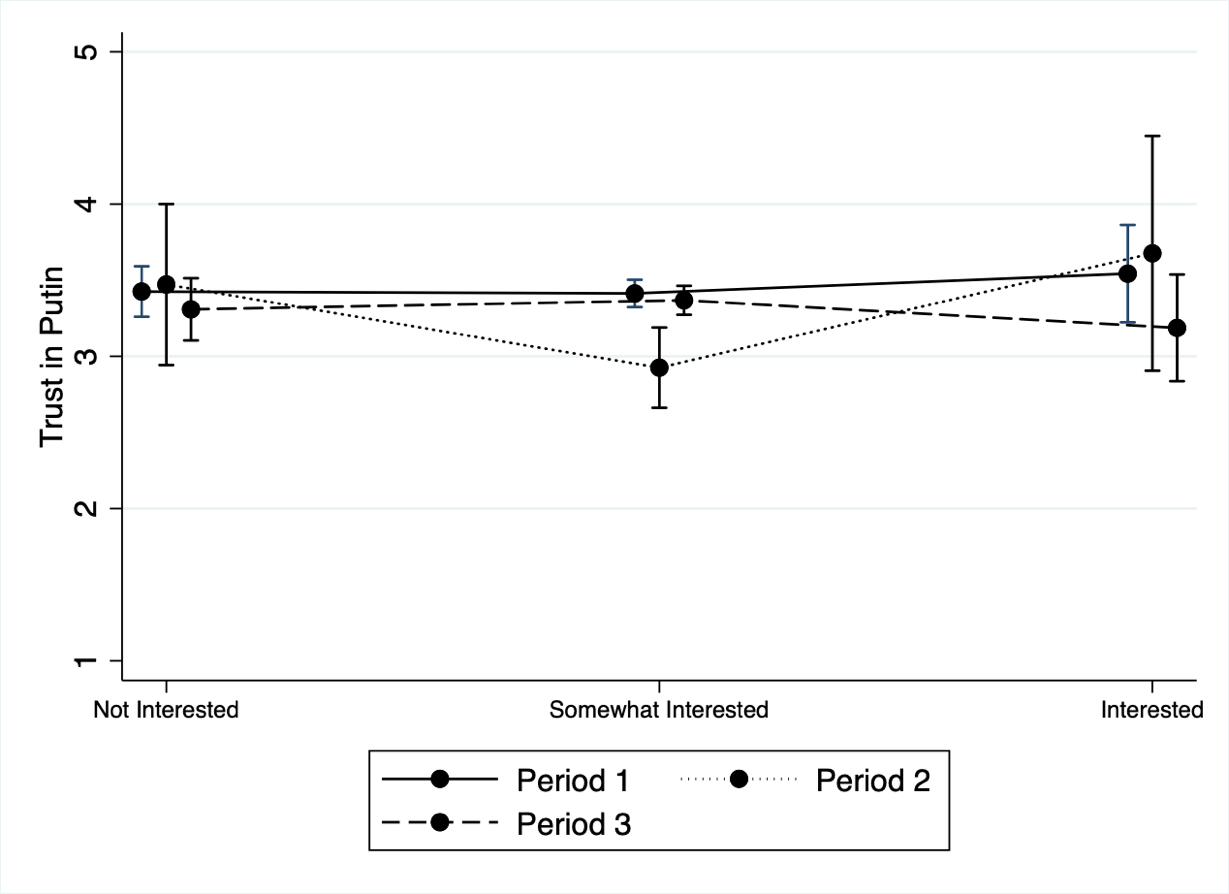 Trust in Putin
5
4
3
2
1
Not Interested Somewhat Interested Interested
Period 1 Period 2
Period 3